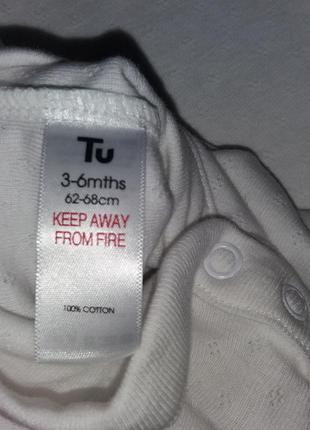 Tu
3-6mths
62-68cm
KEEP AWAY
FROM FIRE
100% COTTON